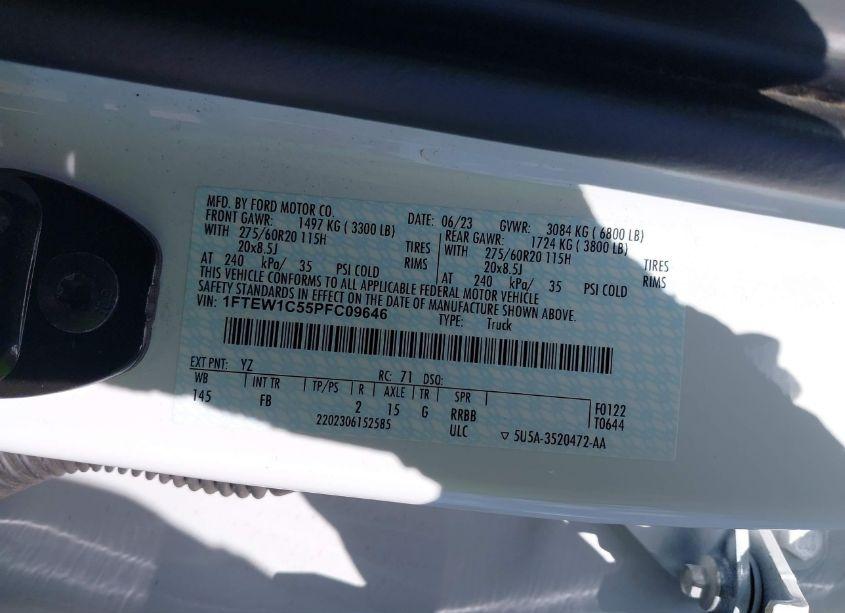 MFD. BY FORD MOTOR CO.
DATE: 06/23 GVWR: 3084 KG ( 6800 LB)
FRONT GAWR: 1497 KG ( 3300 LB)
WITH 275/60R20 115H TIRES
20x8.5J RIMS
AT 240 kPa/ 35 PSI COLD
REAR GAWR: 1724 KG ( 3800 LB)
WITH 275/60R20 115H TIRES
20x8.5J RIMS
AT 240 kPa/ 35 PSI COLD
THIS VEHICLE CONFORMS TO ALL APPLICABLE FEDERAL MOTOR VEHICLE
SAFETY STANDARDS IN EFFECT ON THE DATE OF MANUFACTURE SHOWN ABOVE.
VIN: 1FTEW1C55PFC09646
TYPE: Truck
EXT PNT: YZ RC: 71 DSO:
WB INT TR TP/PS R AXLE TR SPR
145 FB 2 15 G RRBB
ULC
2202306152585
F0122
T0644
▽ 5U5A-3520472-AA